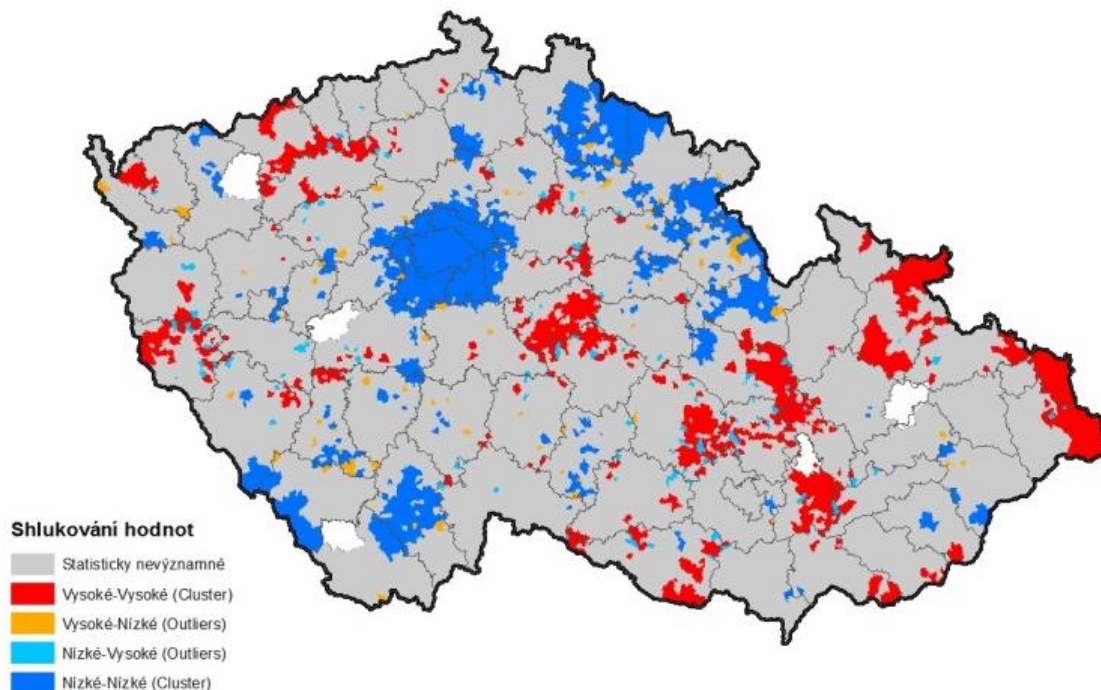 Shlukování hodnot
Statisticky nevýznamné
Vysoké-Vysoké (Cluster)
Vysoké-Nízké (Outliers)
Nízké-Vysoké (Outliers)
Nízké-Nízké (Cluster)